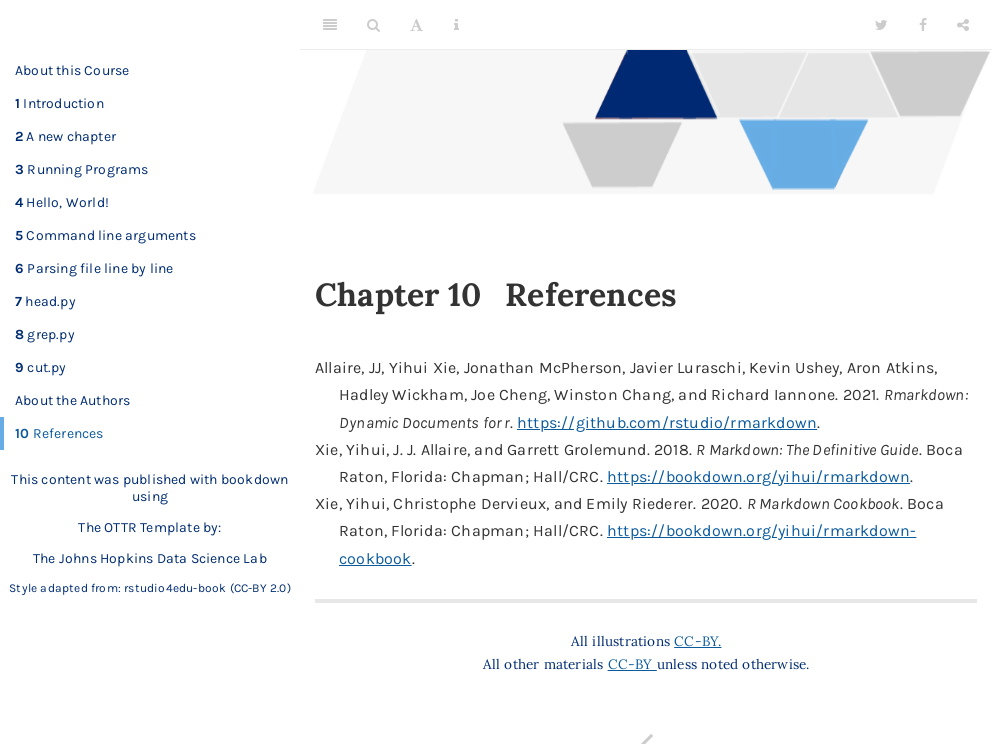 About this Course
1 Introduction
2 A new chapter
3 Running Programs
4 Hello, World!
5 Command line arguments
6 Parsing file line by line
7 head.py
8 grep.py
9 cut.py
About the Authors
10 References
This content was published with bookdown
using
The OTTR Template by:
The Johns Hopkins Data Science Lab
Style adapted from: rstudio4edu-book (CC-BY 2.0)
A
Chapter 10 References
Allaire, JJ, Yihui Xie, Jonathan McPherson, Javier Luraschi, Kevin Ushey, Aron Atkins,
Hadley Wickham, Joe Cheng, Winston Chang, and Richard Iannone. 2021. Rmarkdown:
Dynamic Documents for r. https://github.com/rstudio/rmarkdown.
Xie, Yihui, J. J. Allaire, and Garrett Grolemund. 2018. R Markdown: The Definitive Guide. Boca
Raton, Florida: Chapman; Hall/CRC. https://bookdown.org/yihui/rmarkdown.
Xie, Yihui, Christophe Dervieux, and Emily Riederer. 2020. R Markdown Cookbook. Boca
Raton, Florida: Chapman; Hall/CRC. https://bookdown.org/yihui/rmarkdown-
cookbook.
All illustrations CC-BY.
All other materials CC-BY unless noted otherwise.